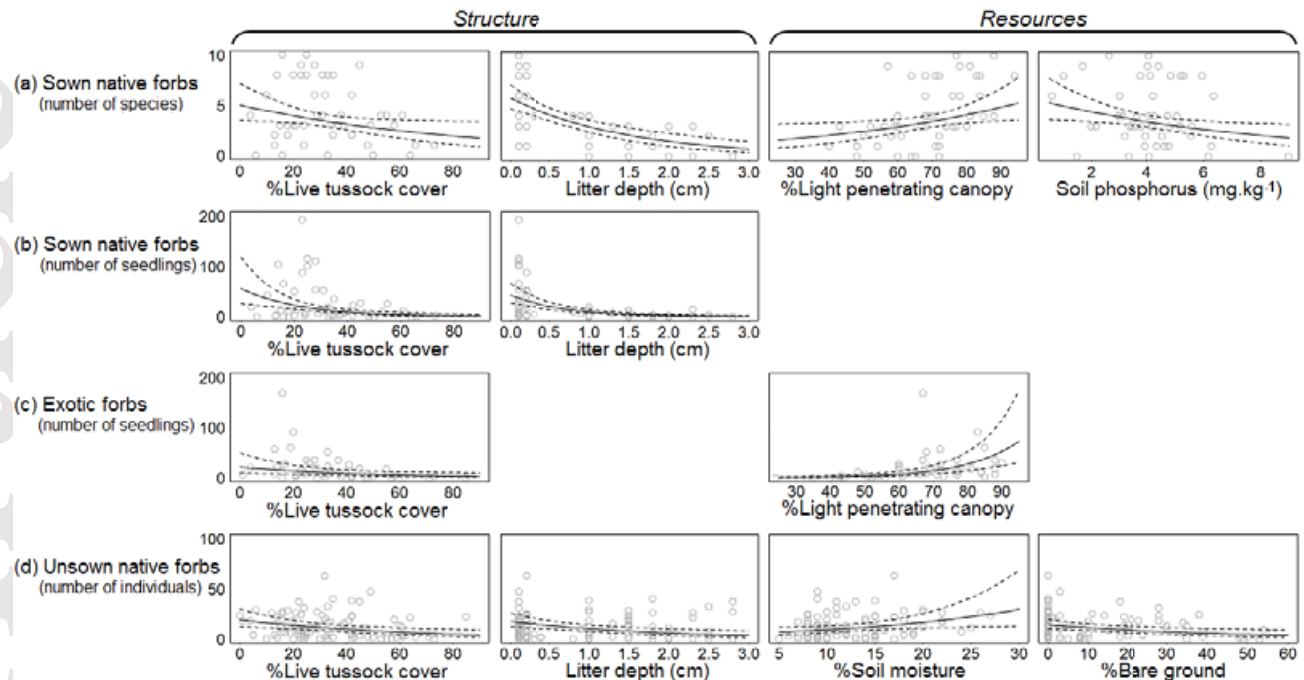 Structure
Resources
(a) Sown native forbs
(number of species)
10
5
0
0 20 40 60 80
%Live tussock cover
0.0 0.5 1.0 1.5 2.0 2.5 3.0
Litter depth (cm)
30 40 50 60 70 80 90
%Light penetrating canopy
2 4 6 8
Soil phosphorus (mg.kg-1)
(b) Sown native forbs
(number of seedlings)
200
100
0
0 20 40 60 80
%Live tussock cover
0.0 0.5 1.0 1.5 2.0 2.5 3.0
Litter depth (cm)
(c) Exotic forbs
(number of seedlings)
200
100
0
0 20 40 60 80
%Live tussock cover
30 40 50 60 70 80 90
%Light penetrating canopy
(d) Unsown native forbs
(number of individuals)
100
50
0
0 20 40 60 80
%Live tussock cover
0.0 0.5 1.0 1.5 2.0 2.5 3.0
Litter depth (cm)
5 10 15 20 25 30
%Soil moisture
0 10 20 30 40 50 60
%Bare ground